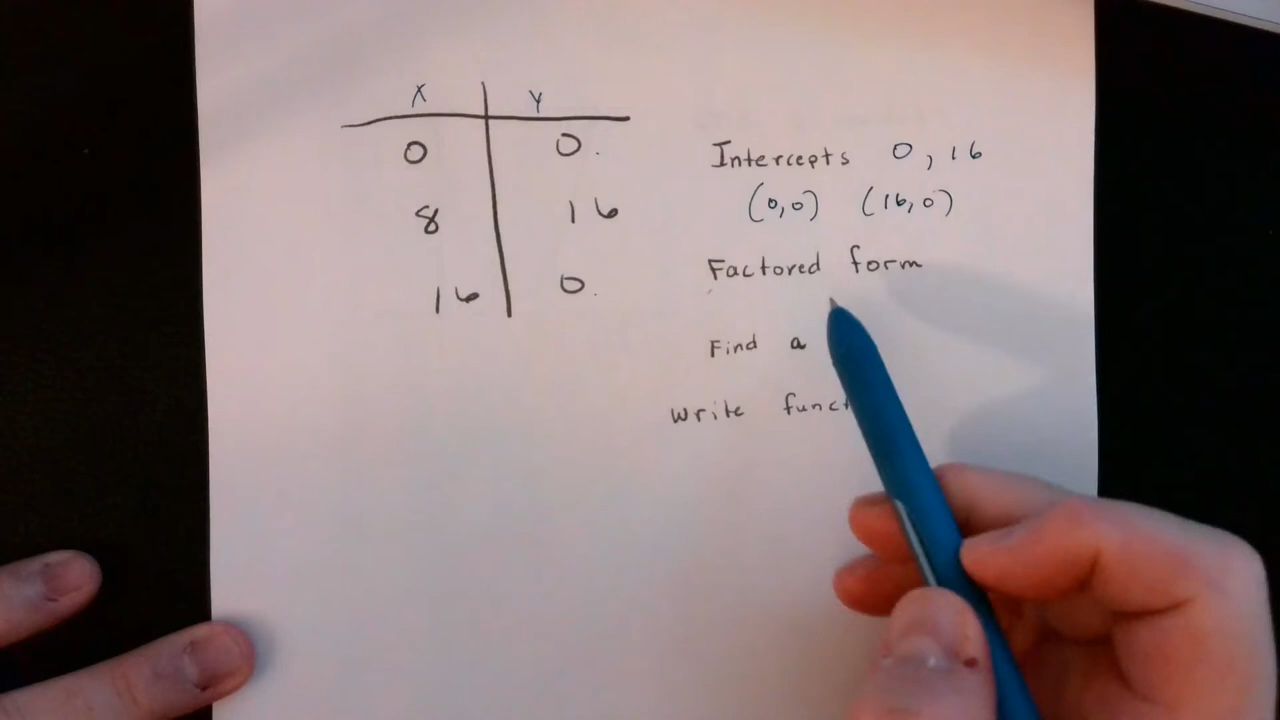 X Y
0 0.
8 16
16 0.
Intercepts 0, 16
(0,0) (16,0)
Factored form
Find a
Write